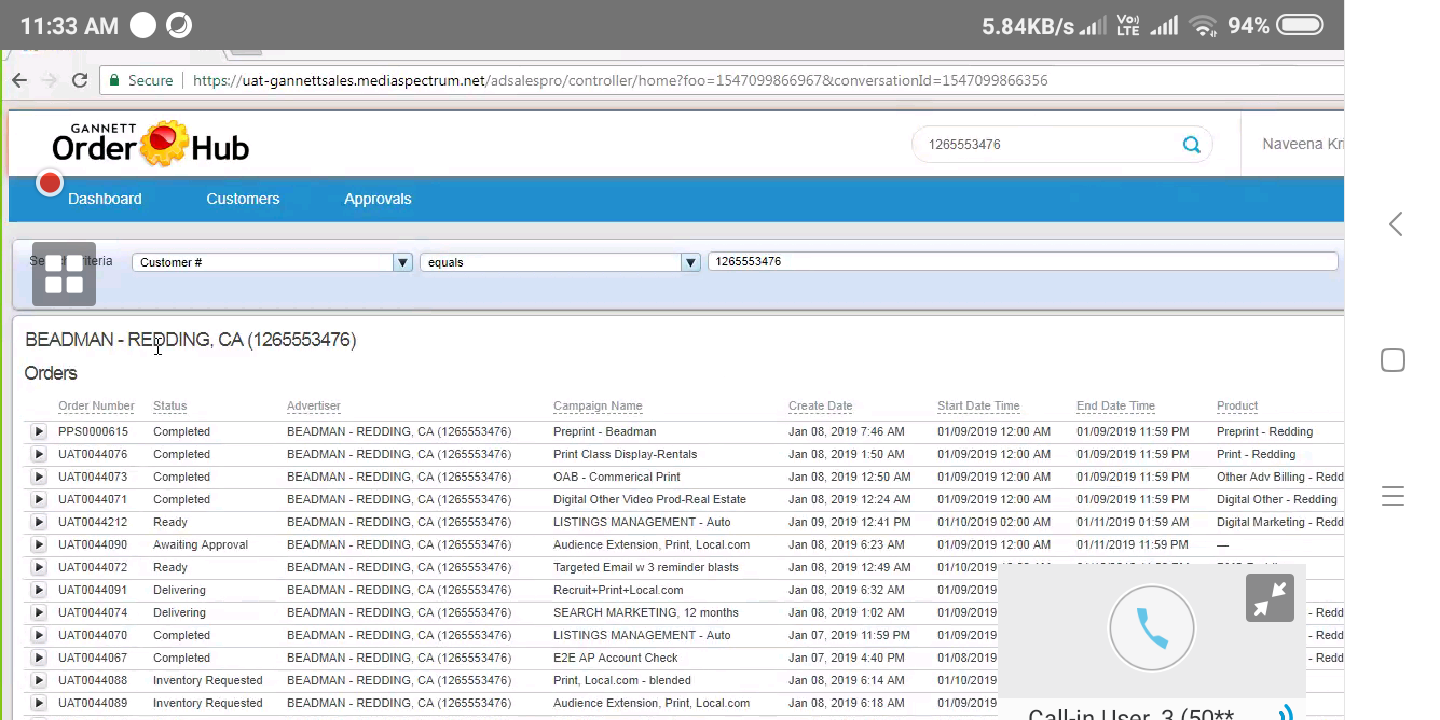 11:33 AM 5.84KB/s Vo) LTE 94%
Secure https://uat-gannettsales.mediaspectrum.net/adsalespro/controller/home?foo=1547099866967&conversationId=1547099866356
GANNETT
Order Hub
1265553476 Naveena Kri
Dashboard Customers Approvals
Customer # equals 1265553476
BEADMAN - REDDING, CA (1265553476)
Orders
Order Number Status Advertiser Campaign Name Create Date Start Date Time End Date Time Product
PPS0000615 Completed BEADMAN - REDDING, CA (1265553476) Preprint - Beadman Jan 08, 2019 7:46 AM 01/09/2019 12:00 AM 01/09/2019 11:59 PM Preprint - Redding
UAT0044076 Completed BEADMAN - REDDING, CA (1265553476) Print Class Display-Rentals Jan 08, 2019 1:50 AM 01/09/2019 12:00 AM 01/09/2019 11:59 PM Print - Redding
UAT0044073 Completed BEADMAN - REDDING, CA (1265553476) OAB - Commerical Print Jan 08, 2019 12:50 AM 01/09/2019 12:00 AM 01/09/2019 11:59 PM Other Adv Billing - Redd
UAT0044071 Completed BEADMAN - REDDING, CA (1265553476) Digital Other Video Prod-Real Estate Jan 08, 2019 12:24 AM 01/09/2019 12:00 AM 01/09/2019 11:59 PM Digital Other - Redding
UAT0044212 Ready BEADMAN - REDDING, CA (1265553476) LISTINGS MANAGEMENT - Auto Jan 09, 2019 12:41 PM 01/10/2019 02:00 AM 01/11/2019 01:59 AM Digital Marketing - Redd
UAT0044090 Awaiting Approval BEADMAN - REDDING, CA (1265553476) Audience Extension, Print, Local.com Jan 08, 2019 6:23 AM 01/09/2019 12:00 AM 01/11/2019 11:59 PM —
UAT0044072 Ready BEADMAN - REDDING, CA (1265553476) Targeted Email w 3 reminder blasts Jan 08, 2019 12:49 AM 01/10/2019
UAT0044091 Delivering BEADMAN - REDDING, CA (1265553476) Recruit+Print+Local.com Jan 08, 2019 6:32 AM 01/09/2019
UAT0044074 Delivering BEADMAN - REDDING, CA (1265553476) SEARCH MARKETING, 12 months Jan 08, 2019 1:02 AM 01/09/2019 - Redd
UAT0044070 Completed BEADMAN - REDDING, CA (1265553476) LISTINGS MANAGEMENT - Auto Jan 07, 2019 11:59 PM 01/09/2019 - Redd
UAT0044067 Completed BEADMAN - REDDING, CA (1265553476) E2E AP Account Check Jan 07, 2019 4:40 PM 01/08/2019 - Redd
UAT0044088 Inventory Requested BEADMAN - REDDING, CA (1265553476) Print, Local.com - blended Jan 08, 2019 6:14 AM 01/10/2019
UAT0044089 Inventory Requested BEADMAN - REDDING, CA (1265553476) Audience Extension, Print, Local.com Jan 08, 2019 6:18 AM 01/09/2019
Call-in User_3 (50**